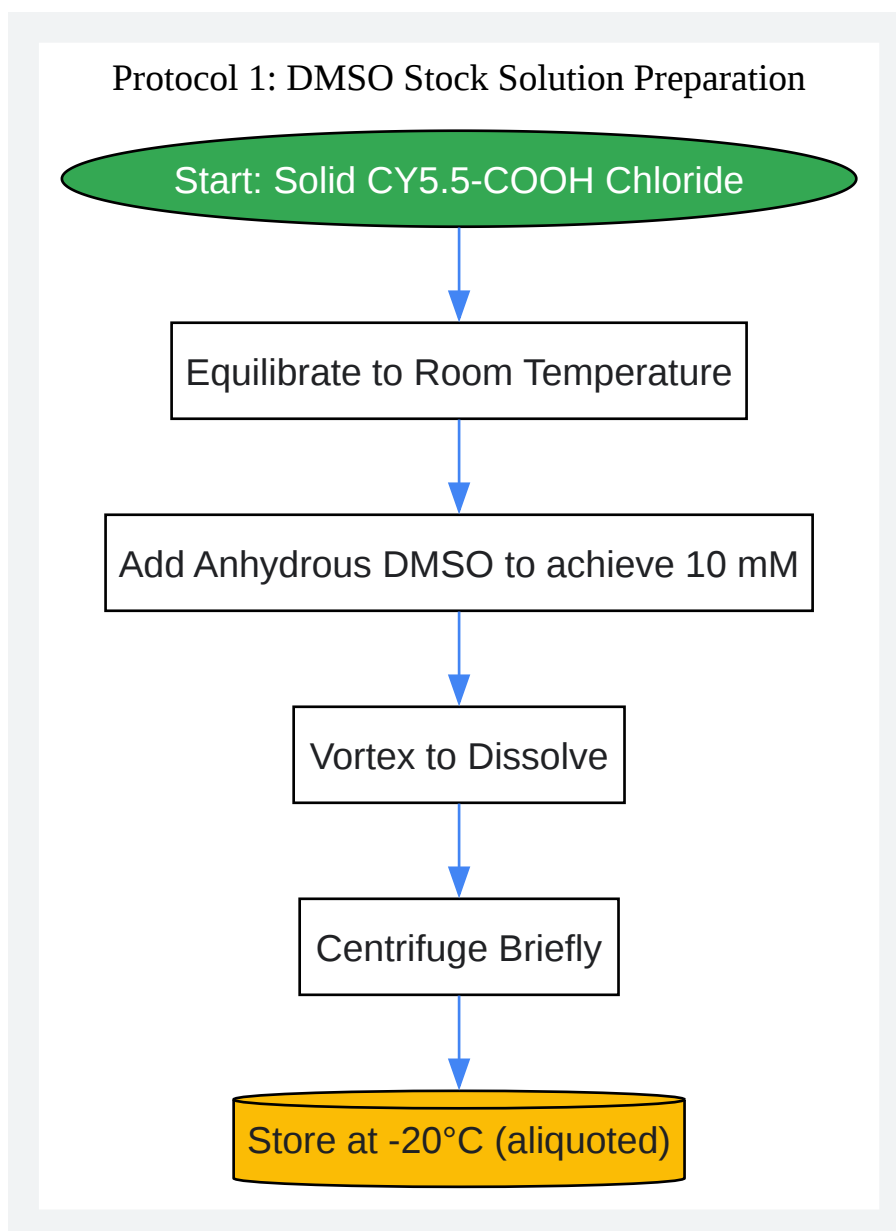 Protocol 1: DMSO Stock Solution Preparation
Start: Solid CY5.5-COOH Chloride
Equilibrate to Room Temperature
Add Anhydrous DMSO to achieve 10 mM
Vortex to Dissolve
Centrifuge Briefly
Store at -20°C (aliquoted)